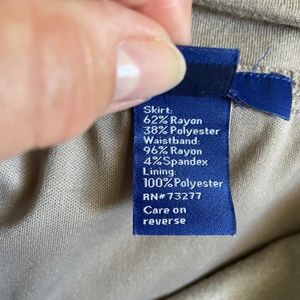 Skirt:
62% Rayon
38% Polyester
Waistband:
96% Rayon
4% Spandex
Lining:
100% Polyester
RN# 73277
Care on
reverse